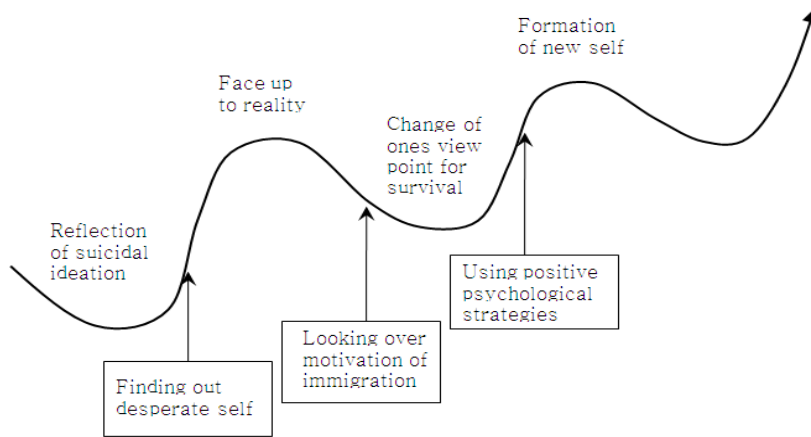 Formation
of new self
Face up
to reality
Change of
ones view
point for
survival
Reflection
of suicidal
ideation
Using positive
psychological
strategies
Looking over
motivation of
immigration
Finding out
desperate self